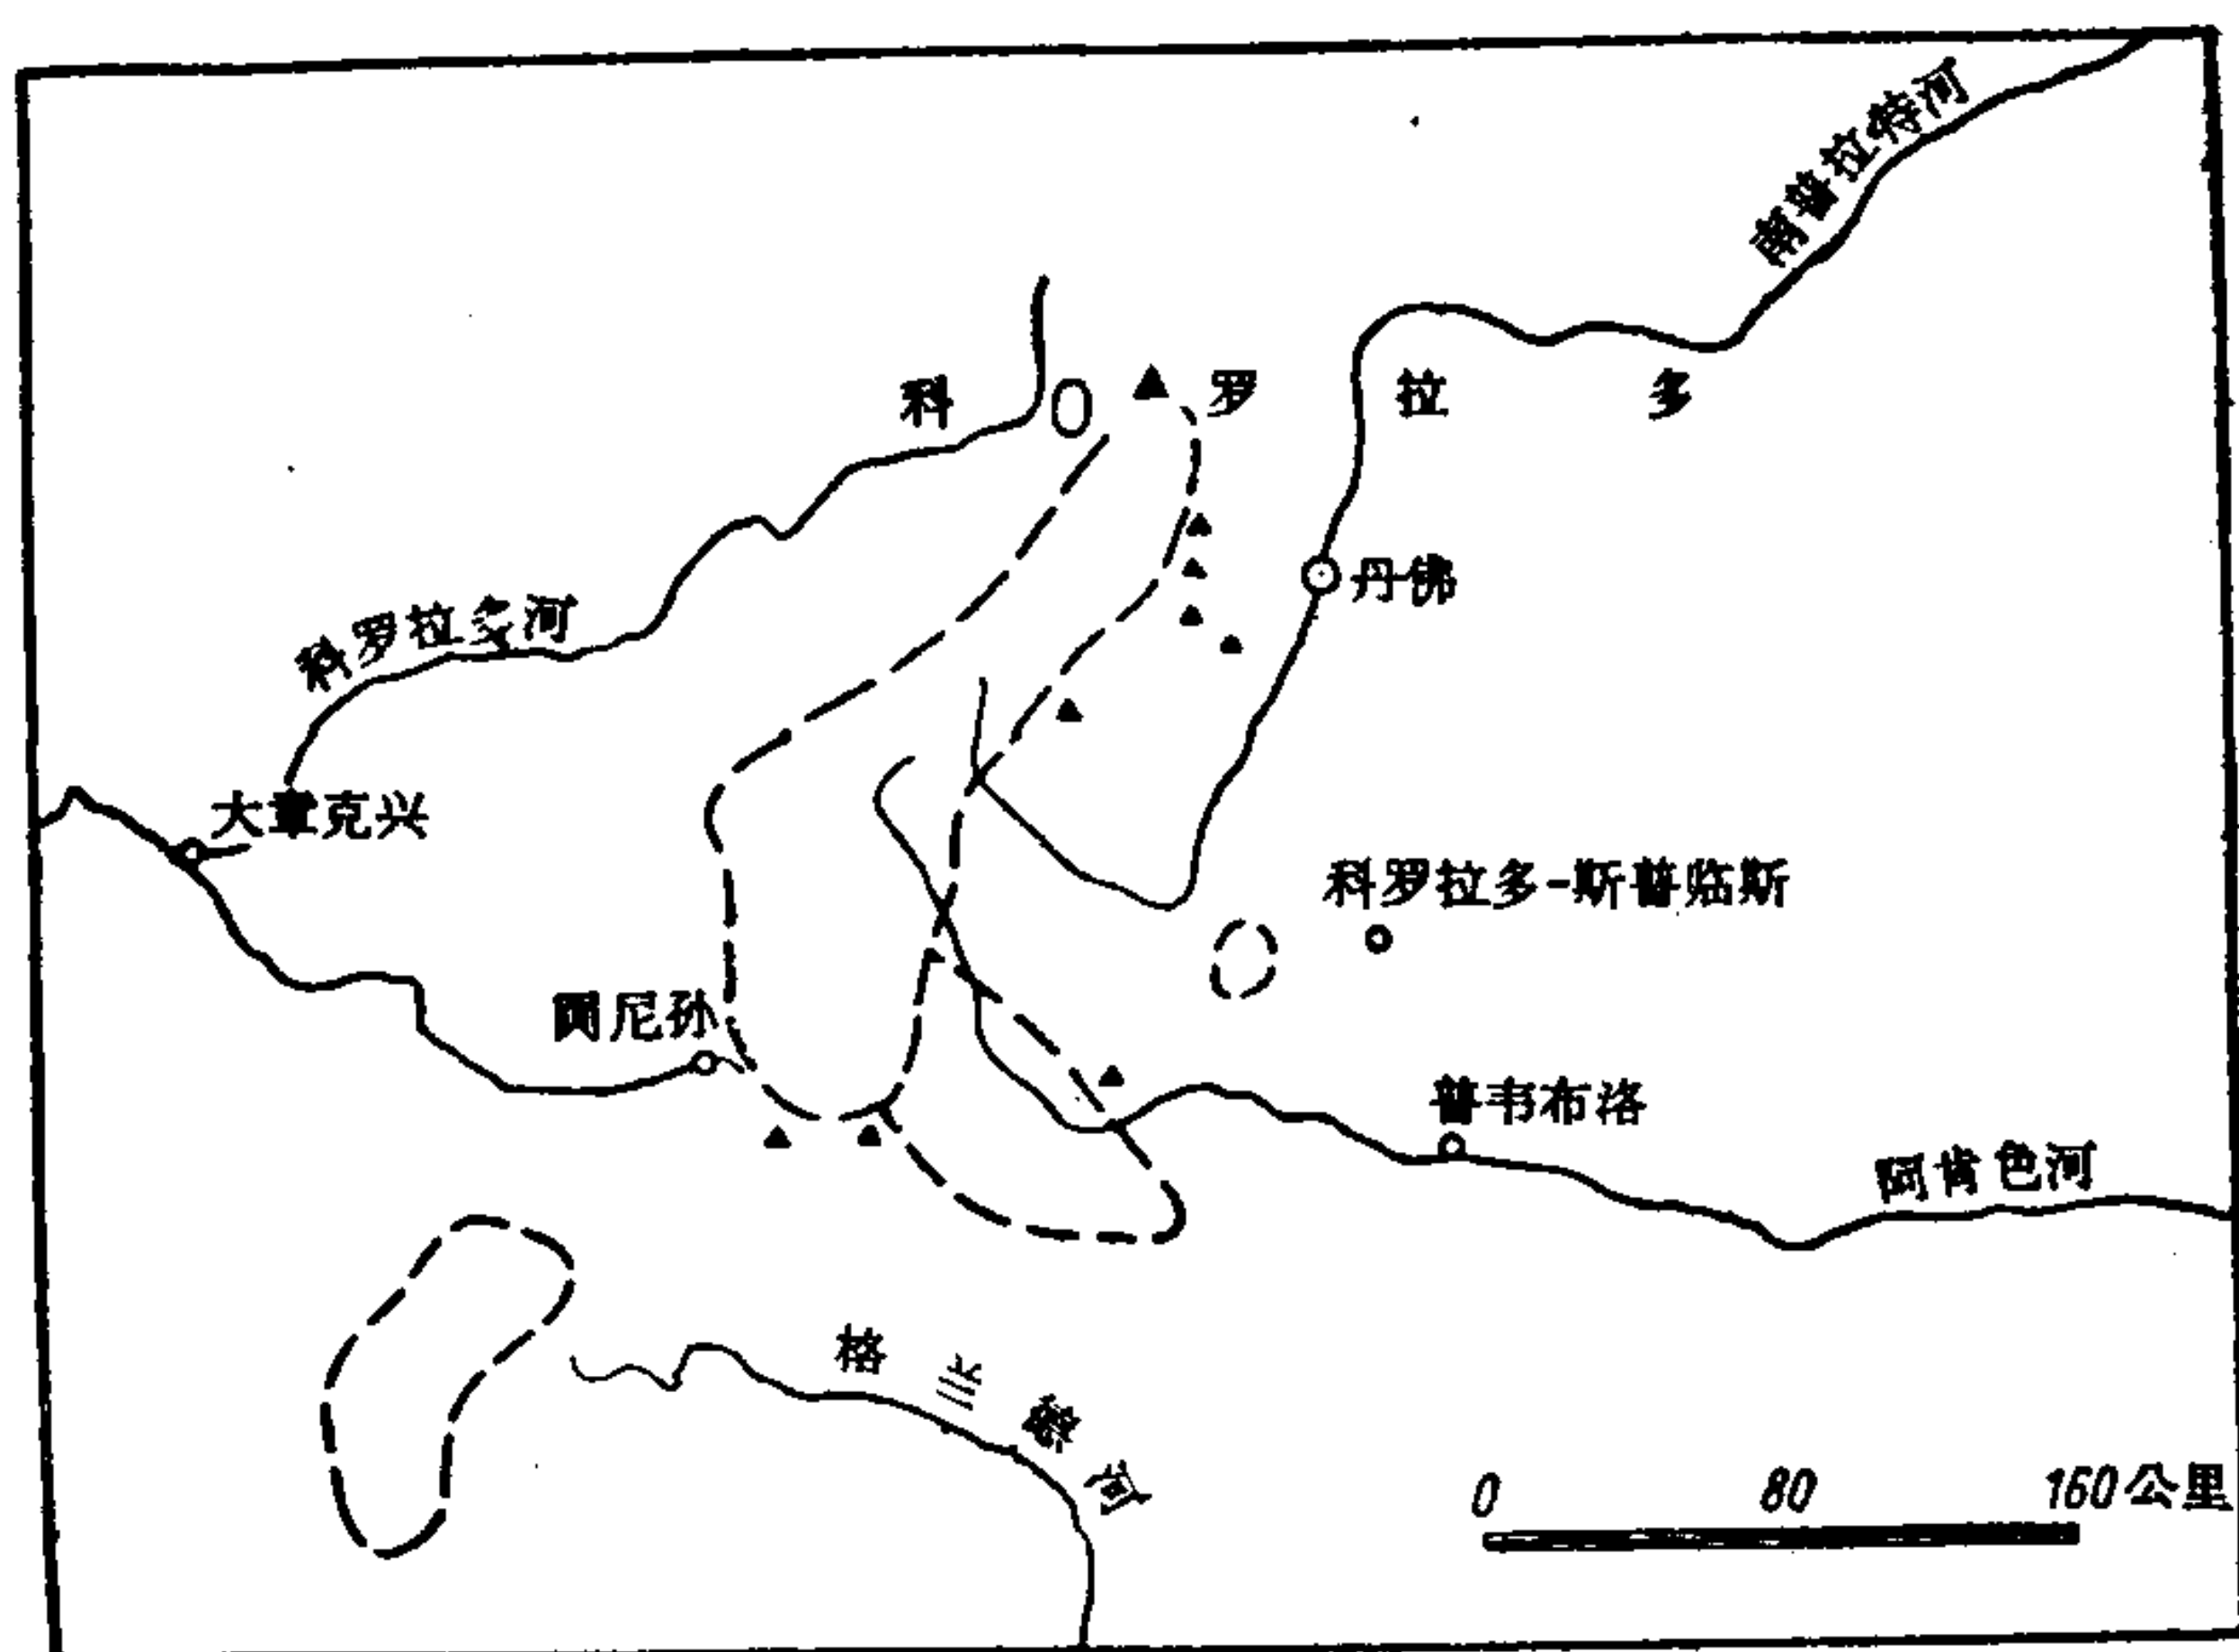 南普拉特河
科罗拉多
丹佛
科罗拉多河
大章克兴
科罗拉多-斯普临斯
冈尼孙
普韦布洛
阿肯色河
格兰德河
0 80 160公里